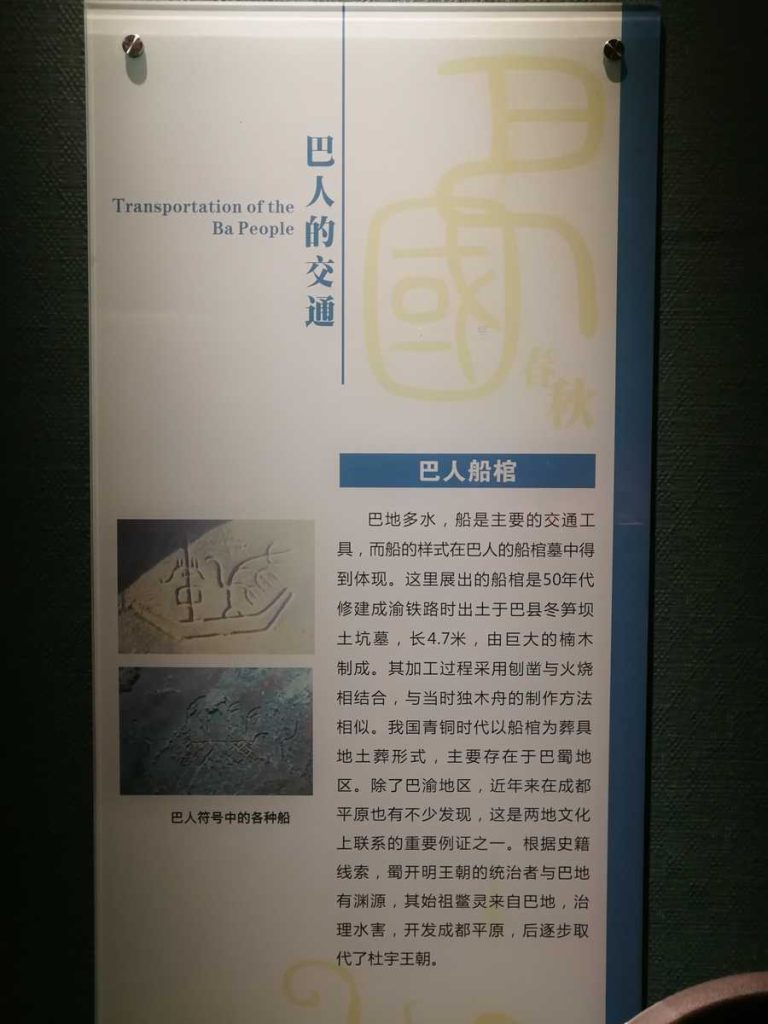 巴人的交通
Transportation of the
Ba People
巴國
春秋
巴人船棺
巴地多水，船是主要的交通工
具，而船的样式在巴人的船棺墓中得
到体现。这里展出的船棺是50年代
修建成渝铁路时出土于巴县冬笋坝
土坑墓，长4.7米，由巨大的楠木
制成。其加工过程采用刨凿与火烧
相结合，与当时独木舟的制作方法
相似。我国青铜时代以船棺为葬具
地土葬形式，主要存在于巴蜀地
区。除了巴渝地区，近年来在成都
平原也有不少发现，这是两地文化
上联系的重要例证之一。根据史籍
线索，蜀开明王朝的统治者与巴地
有渊源，其始祖鳖灵来自巴地，治
理水害，开发成都平原，后逐步取
代了杜宇王朝。
巴人符号中的各种船